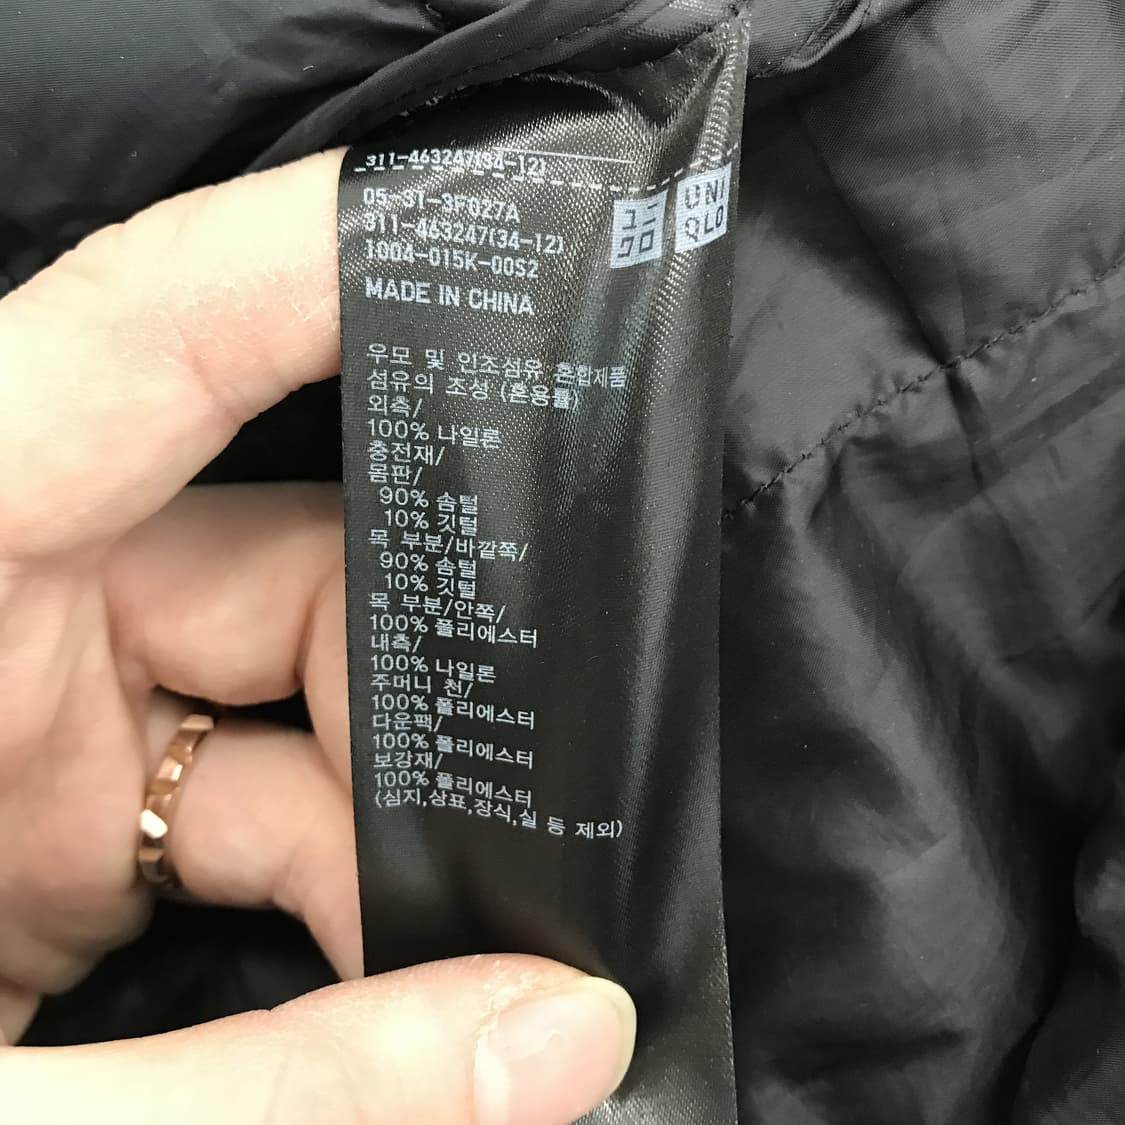 311-463247(34-12)
05-31-3F027A
311-463247(34-12)
1004-015K-00S2
ユニ
クロ
UNI
QLO
MADE IN CHINA
우모 및 인조섬유 혼합제품
섬유의 조성 (혼용률)
외측/
100% 나일론
충전재/
몸판/
90% 솜털
10% 깃털
목 부분/바깥쪽/
90% 솜털
10% 깃털
목 부분/안쪽/
100% 폴리에스터
내측/
100% 나일론
주머니 천/
100% 폴리에스터
다운팩/
100% 폴리에스터
보강재/
100% 폴리에스터
(심지,상표,장식,실 등 제외)